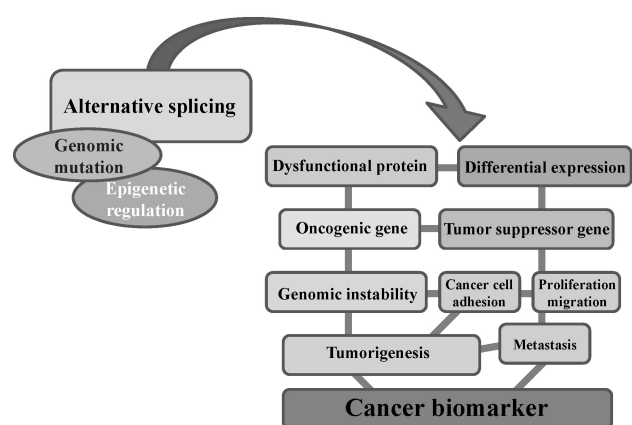 Alternative splicing
Genomic
mutation
Epigenetic
regulation
Dysfunctional protein
Differential expression
Oncogenic gene
Tumor suppressor gene
Genomic instability
Cancer cell
adhesion
Proliferation
migration
Tumorigenesis
Metastasis
Cancer biomarker